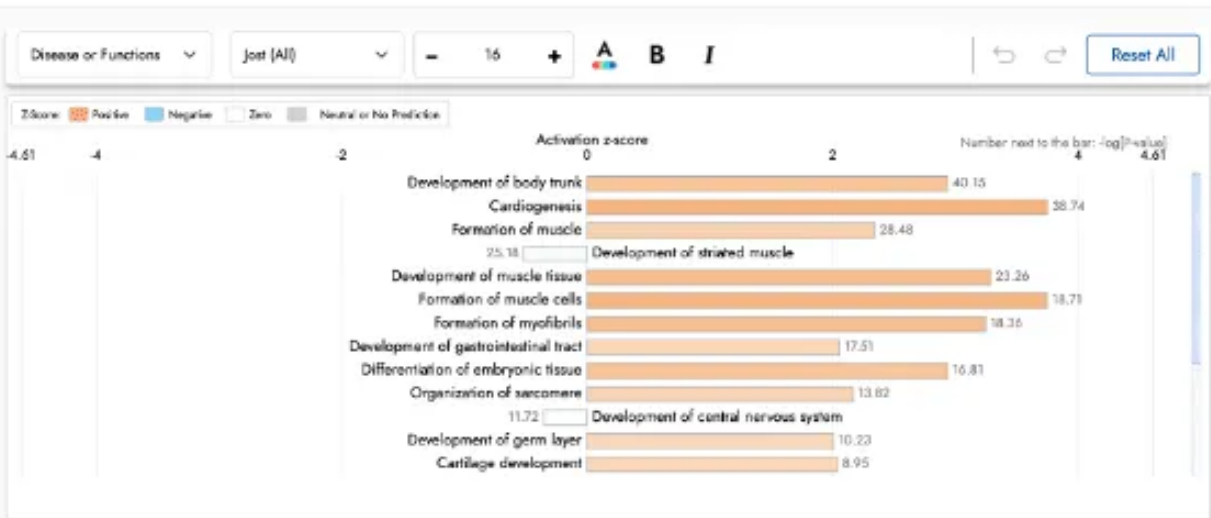 Disease or Functions
Jost (All)
− 16 +
A B I
Reset All
Z-Score: Positive Negative Zero Neutral or No Prediction
Activation z-score
Number next to the bar: -log[P-value]
-4.61 -4 -2 0 2 4 4.61
Development of body trunk 40.15
Cardiogenesis 38.74
Formation of muscle 28.48
25.18 Development of striated muscle
Development of muscle tissue 23.26
Formation of muscle cells 18.71
Formation of myofibrils 18.36
Development of gastrointestinal tract 17.51
Differentiation of embryonic tissue 16.81
Organization of sarcomere 13.82
11.72 Development of central nervous system
Development of germ layer 10.23
Cartilage development 8.95